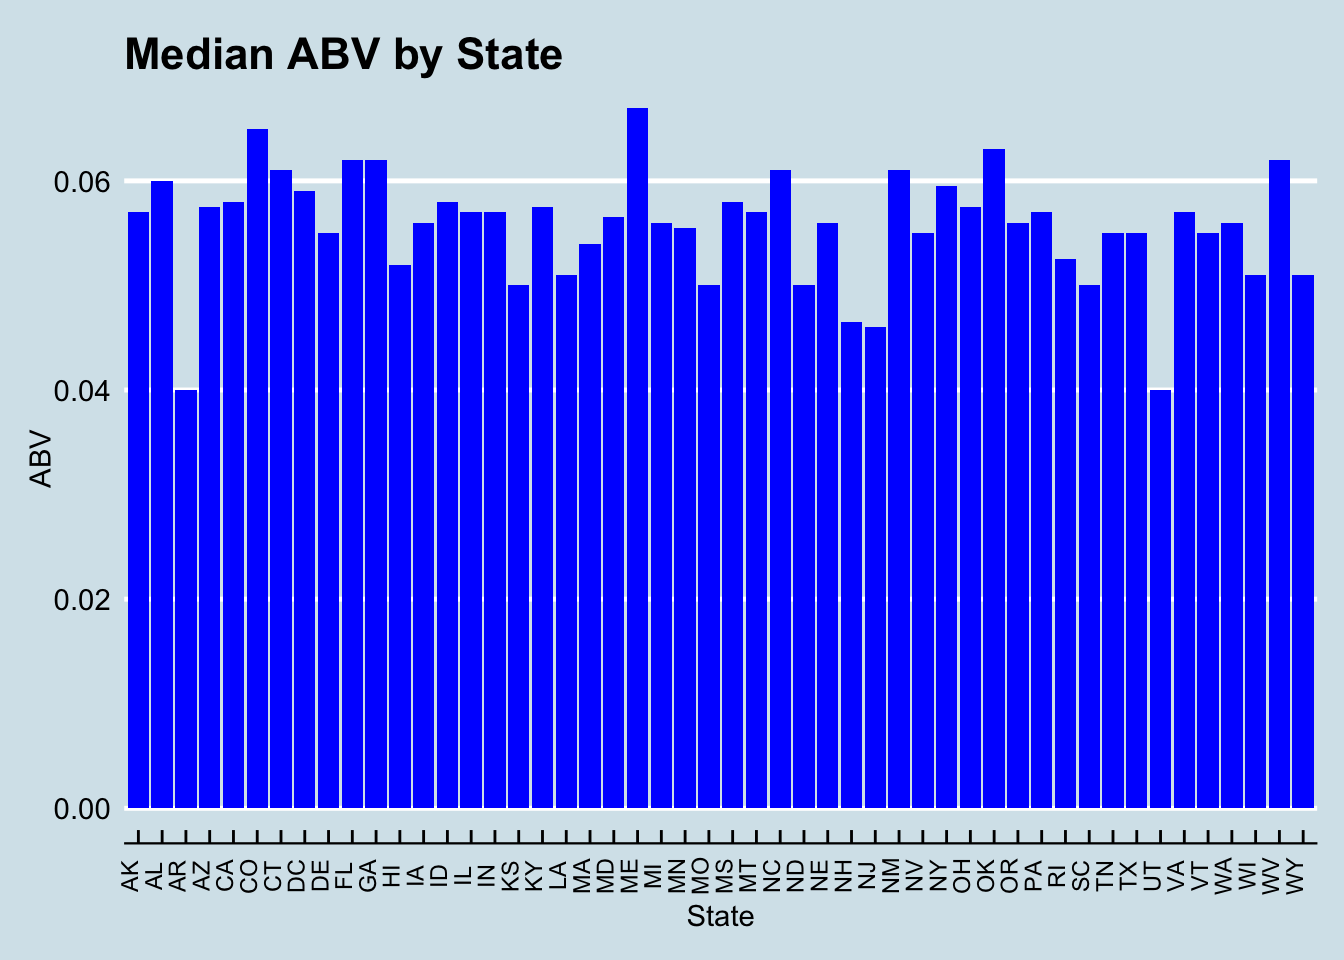 Median ABV by State
0.06
0.04
0.02
0.00
ABV
AK AL AR AZ CA CO CT DC DE FL GA HI IA ID IL IN KS KY LA MA MD ME MI MN MO MS MT NC ND NE NH NJ NM NV NY OH OK OR PA RI SC TN TX UT VA VT WA WI WV WY
State